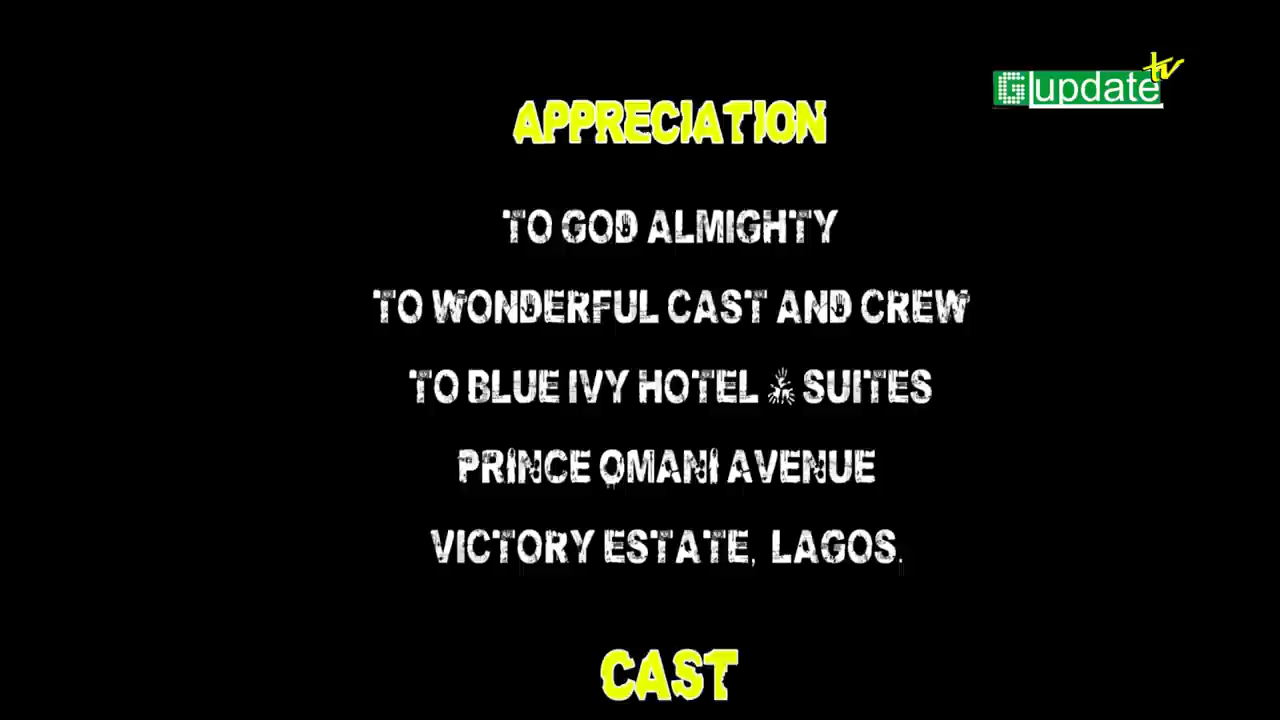 Gupdate tv
APPRECIATION
TO GOD ALMIGHTY
TO WONDERFUL CAST AND CREW
TO BLUE IVY HOTEL & SUITES
PRINCE OMANI AVENUE
VICTORY ESTATE, LAGOS.
CAST